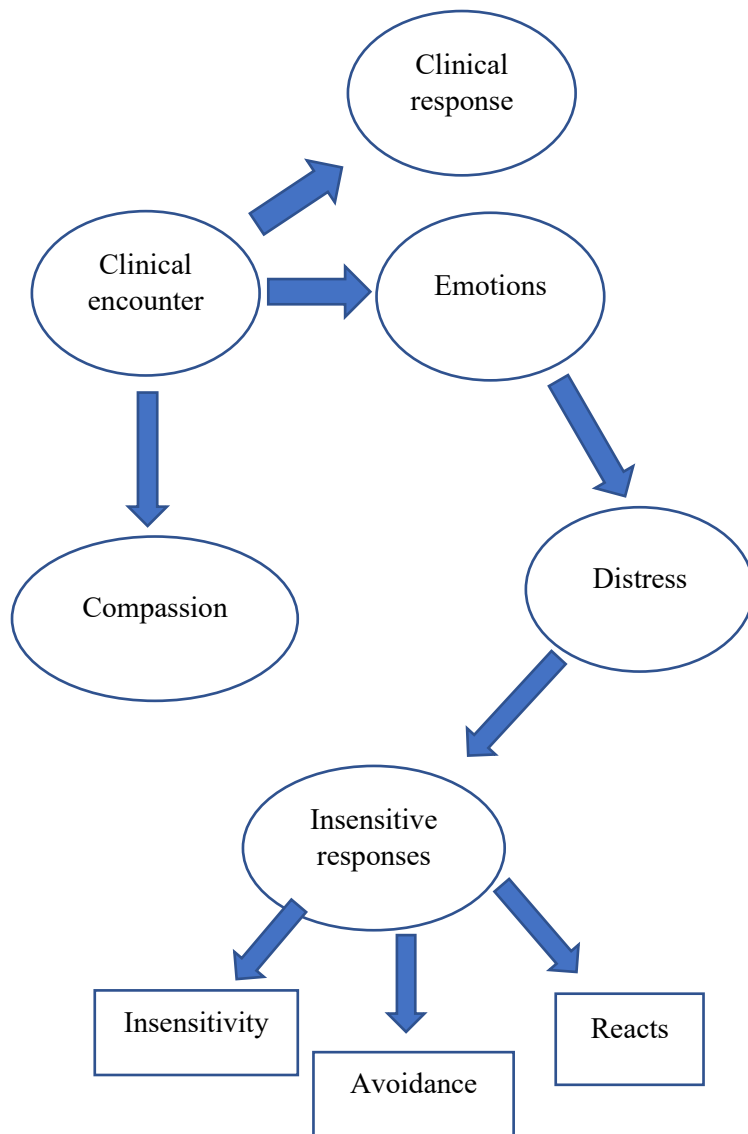 Clinical
response
Clinical
encounter
Emotions
Compassion
Distress
Insensitive
responses
Insensitivity
Avoidance
Reacts